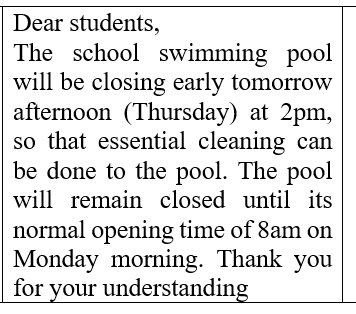 Dear students,
The school swimming pool
will be closing early tomorrow
afternoon (Thursday) at 2pm,
so that essential cleaning can
be done to the pool. The pool
will remain closed until its
normal opening time of 8am on
Monday morning. Thank you
for your understanding